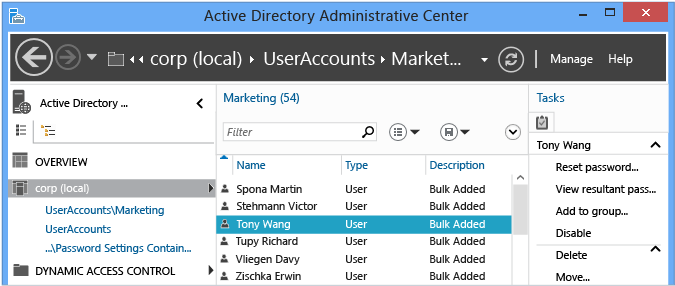 Active Directory Administrative Center
corp (local) UserAccounts Market...
Manage Help
Active Directory ...
OVERVIEW
corp (local)
UserAccounts\Marketing
UserAccounts
...\Password Settings Contain...
DYNAMIC ACCESS CONTROL
Marketing (54)
Filter
Name Type Description
Spona Martin User Bulk Added
Stehmann Victor User Bulk Added
Tony Wang User Bulk Added
Tupy Richard User Bulk Added
Vliegen Davy User Bulk Added
Zischka Erwin User Bulk Added
Tasks
Tony Wang
Reset password...
View resultant pass...
Add to group...
Disable
Delete
Move...